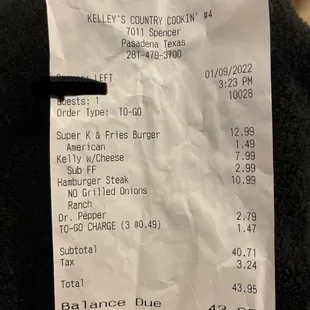 KELLEY'S COUNTRY COOKIN' #4
7011 Spencer
Pasadena Texas
281-479-3700
Server: LEFT 01/09/2022
3:23 PM
Guests: 1 10028
Order Type: TO-GO
Super K & Fries Burger 12.99
American 1.49
Kelly w/Cheese 7.99
Sub FF 2.99
Hamburger Steak 10.99
NO Grilled Onions
Ranch
Dr. Pepper 2.79
TO-GO CHARGE (3 @0.49) 1.47
Subtotal 40.71
Tax 3.24
Total 43.95
Balance Due